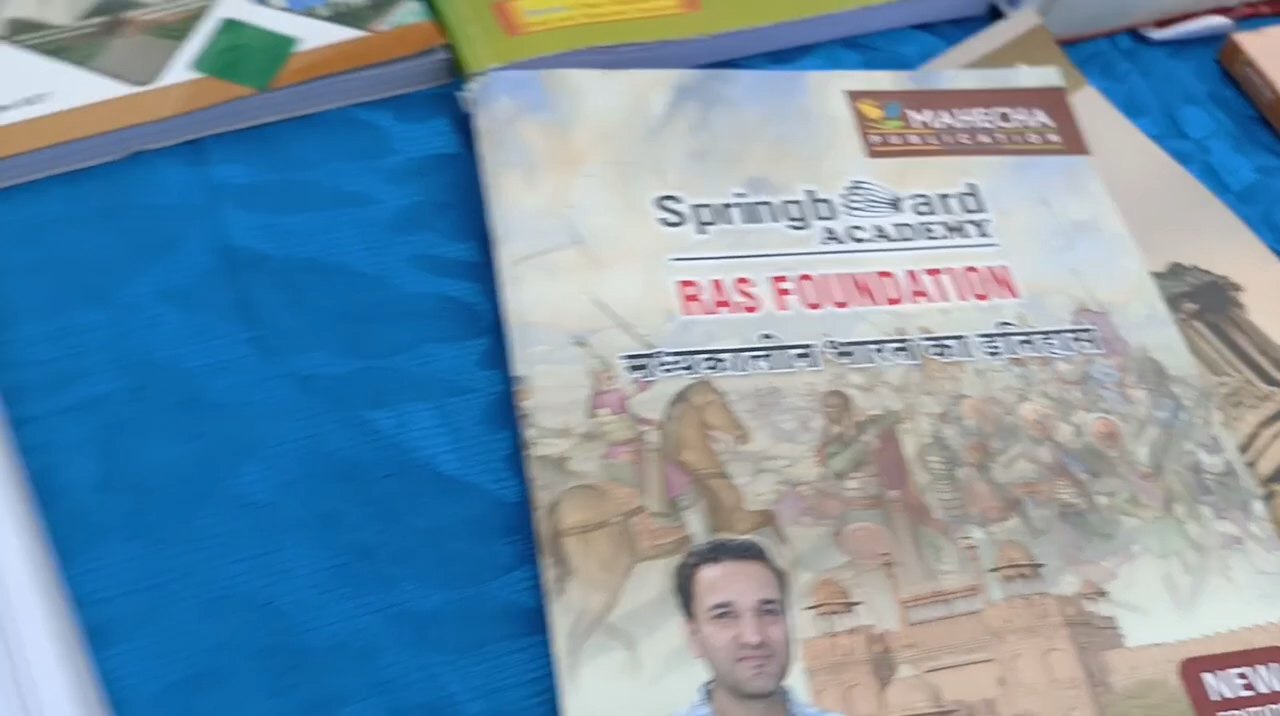 MAHECHA
PUBLICATION
Springboard
ACADEMY
RAS FOUNDATION
मध्यकालीन भारत का इतिहास
NEW